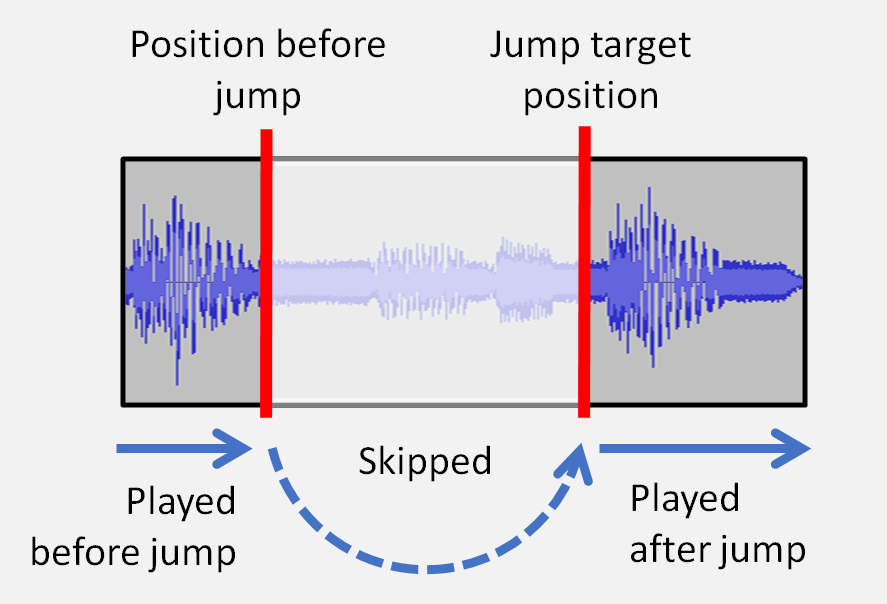 Position before
jump
Jump target
position
Skipped
Played
before jump
Played
after jump